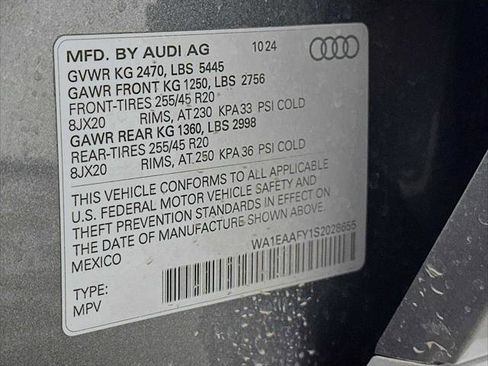 MFD. BY AUDI AG 10 24
GVWR KG 2470, LBS 5445
GAWR FRONT KG 1250, LBS 2756
FRONT-TIRES 255/45 R20
8JX20 RIMS, AT 230 KPA 33 PSI COLD
GAWR REAR KG 1360, LBS 2998
REAR-TIRES 255/45 R20
8JX20 RIMS, AT 250 KPA 36 PSI COLD
THIS VEHICLE CONFORMS TO ALL APPLICABLE
U.S. FEDERAL MOTOR VEHICLE SAFETY AND
THEFT PREVENTION STANDARDS IN EFFECT ON
THE DATE OF MANUFACTURE SHOWN ABOVE.
MEXICO
WA1EAAFY1S2028655
TYPE:
MPV